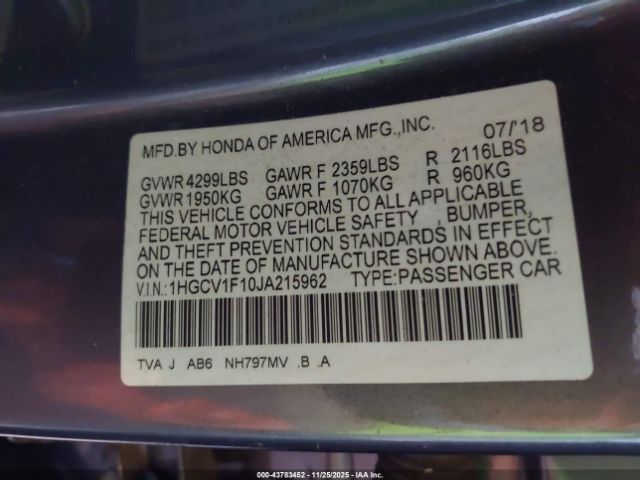 MFD.BY HONDA OF AMERICA MFG.,INC. 07/'18
GVWR 4299LBS GAWR F 2359LBS R 2116LBS
GVWR 1950KG GAWR F 1070KG R 960KG
THIS VEHICLE CONFORMS TO ALL APPLICABLE
FEDERAL MOTOR VEHICLE SAFETY , BUMPER,
AND THEFT PREVENTION STANDARDS IN EFFECT
ON THE DATE OF MANUFACTURE SHOWN ABOVE.
V.I.N.:1HGCV1F10JA215962 TYPE:PASSENGER CAR
TVA J AB6 NH797MV .B .A
000-43783452 - 11/25/2025 - IAA Inc.